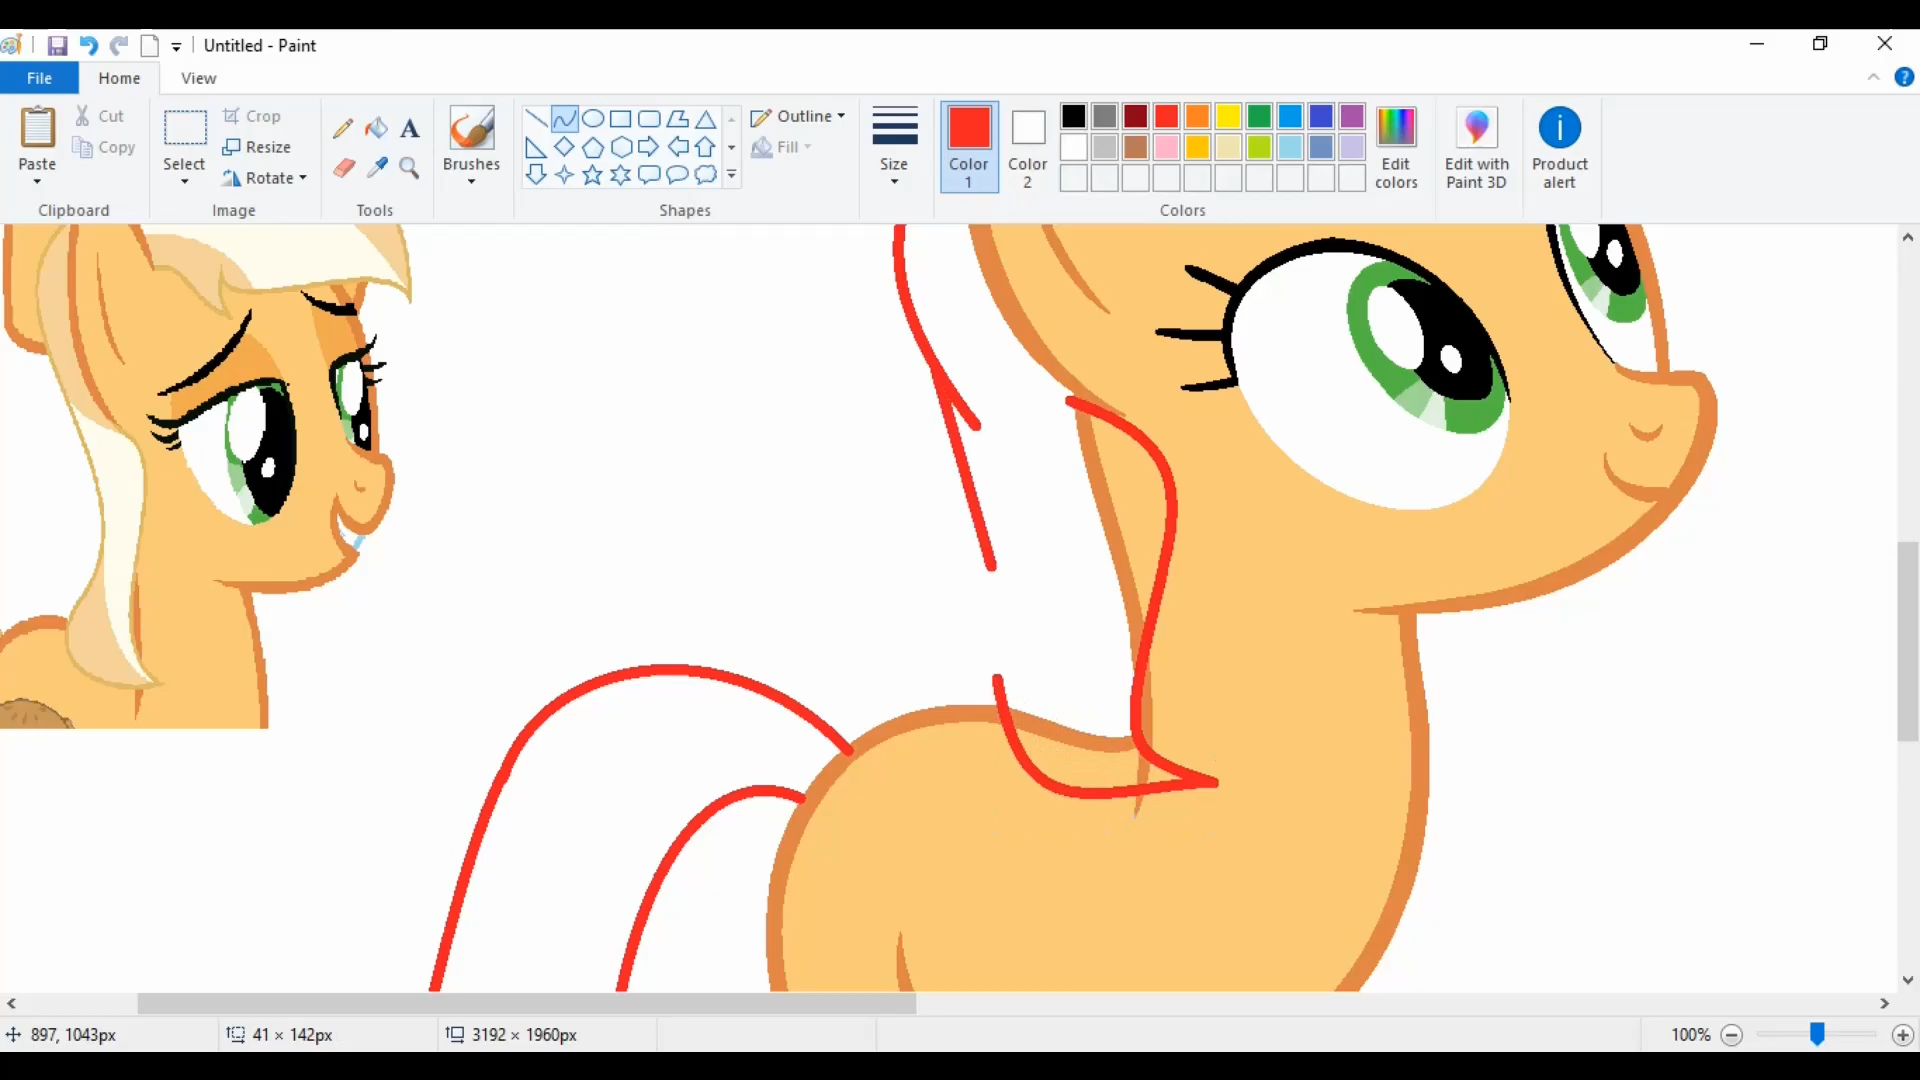 Untitled - Paint
File Home View
Paste Cut Copy Clipboard
Select Crop Resize Rotate Image
A
Tools
Brushes
Shapes
Outline Fill
Size
Color 1 Color 2
Edit colors
Colors
Edit with Paint 3D
Product alert
897, 1043px 41 × 142px 3192 × 1960px 100%